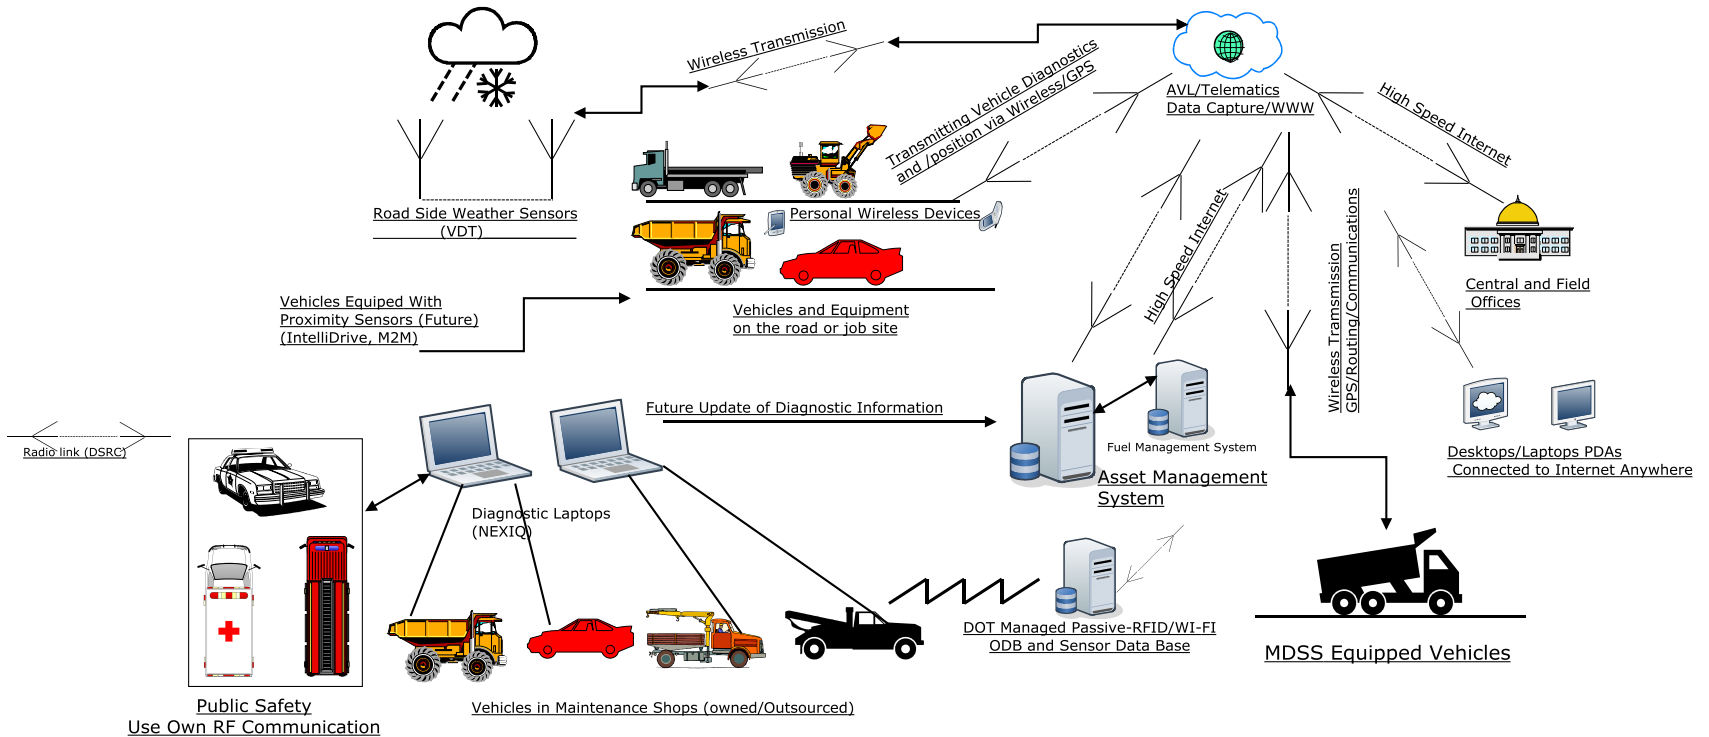 Wireless Transmission
Transmitting Vehicle Diagnostics
and /position via Wireless/GPS
AVL/Telematics
Data Capture/WWW
High Speed Internet
Road Side Weather Sensors
(VDT)
Personal Wireless Devices
Vehicles Equiped With
Proximity Sensors (Future)
(IntelliDrive, M2M)
Vehicles and Equipment
on the road or job site
High Speed Internet
Wireless Tramsmission
GPS/Routing/Communications
Central and Field
Offices
Radio link (DSRC)
Future Update of Diagnostic Information
Fuel Management System
Asset Management
System
Desktops/Laptops PDAs
Connected to Internet Anywhere
Diagnostic Laptops
(NEXIQ)
DOT Managed Passive-RFID/WI-FI
ODB and Sensor Data Base
MDSS Equipped Vehicles
Public Safety
Use Own RF Communication
Vehicles in Maintenance Shops (owned/Outsourced)